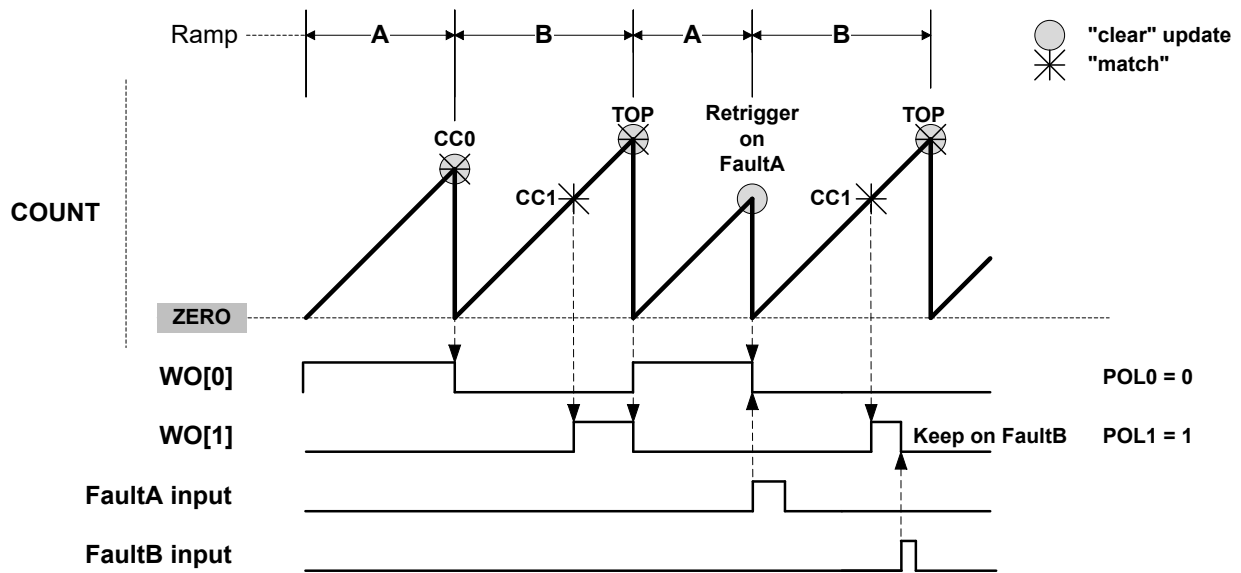 Ramp A B A B
"clear" update
"match"
TOP Retrigger TOP
CC0 on
FaultA
CC1 CC1
COUNT
ZERO
WO[0] POL0 = 0
WO[1] Keep on FaultB POL1 = 1
FaultA input
FaultB input